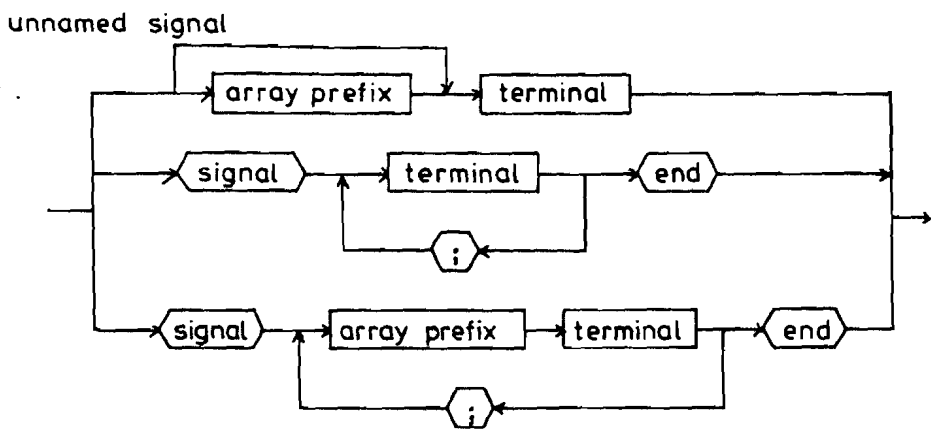 unnamed signal
array prefix terminal
signal terminal end
;
signal array prefix terminal end
;